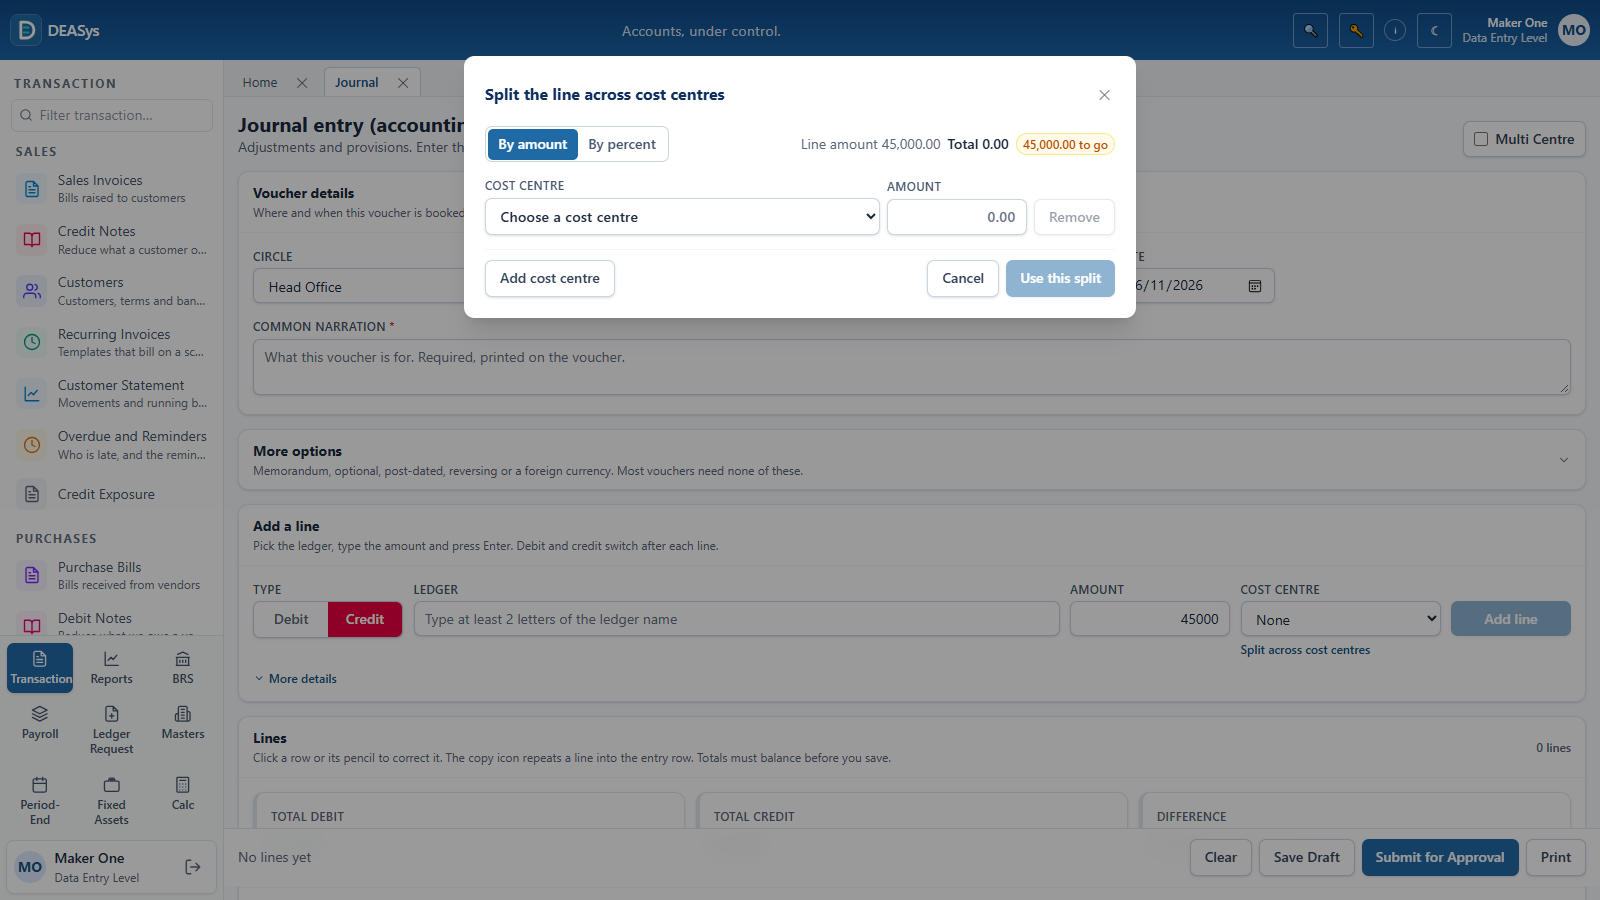 DEASys
Accounts, under control.
Maker One
Data Entry Level
MO
TRANSACTION
Filter transaction...
SALES
Sales Invoices
Bills raised to customers
Credit Notes
Reduce what a customer o...
Customers
Customers, terms and ban...
Recurring Invoices
Templates that bill on a sc...
Customer Statement
Movements and running b...
Overdue and Reminders
Who is late, and the remin...
Credit Exposure
PURCHASES
Purchase Bills
Bills received from vendors
Debit Notes
Transaction
Reports
BRS
Payroll
Ledger Request
Masters
Period-End
Fixed Assets
Calc
MO
Maker One
Data Entry Level
Home
Journal
Journal entry (accountin
Adjustments and provisions. Enter th
Multi Centre
Split the line across cost centres
By amount
By percent
Line amount 45,000.00 Total 0.00 45,000.00 to go
COST CENTRE
AMOUNT
Choose a cost centre
0.00
Remove
Add cost centre
Cancel
Use this split
Voucher details
Where and when this voucher is booked
CIRCLE
Head Office
TE
6/11/2026
COMMON NARRATION *
What this voucher is for. Required, printed on the voucher.
More options
Memorandum, optional, post-dated, reversing or a foreign currency. Most vouchers need none of these.
Add a line
Pick the ledger, type the amount and press Enter. Debit and credit switch after each line.
TYPE
LEDGER
AMOUNT
COST CENTRE
Debit
Credit
Type at least 2 letters of the ledger name
45000
None
Add line
Split across cost centres
More details
Lines
Click a row or its pencil to correct it. The copy icon repeats a line into the entry row. Totals must balance before you save.
0 lines
TOTAL DEBIT
TOTAL CREDIT
DIFFERENCE
No lines yet
Clear
Save Draft
Submit for Approval
Print